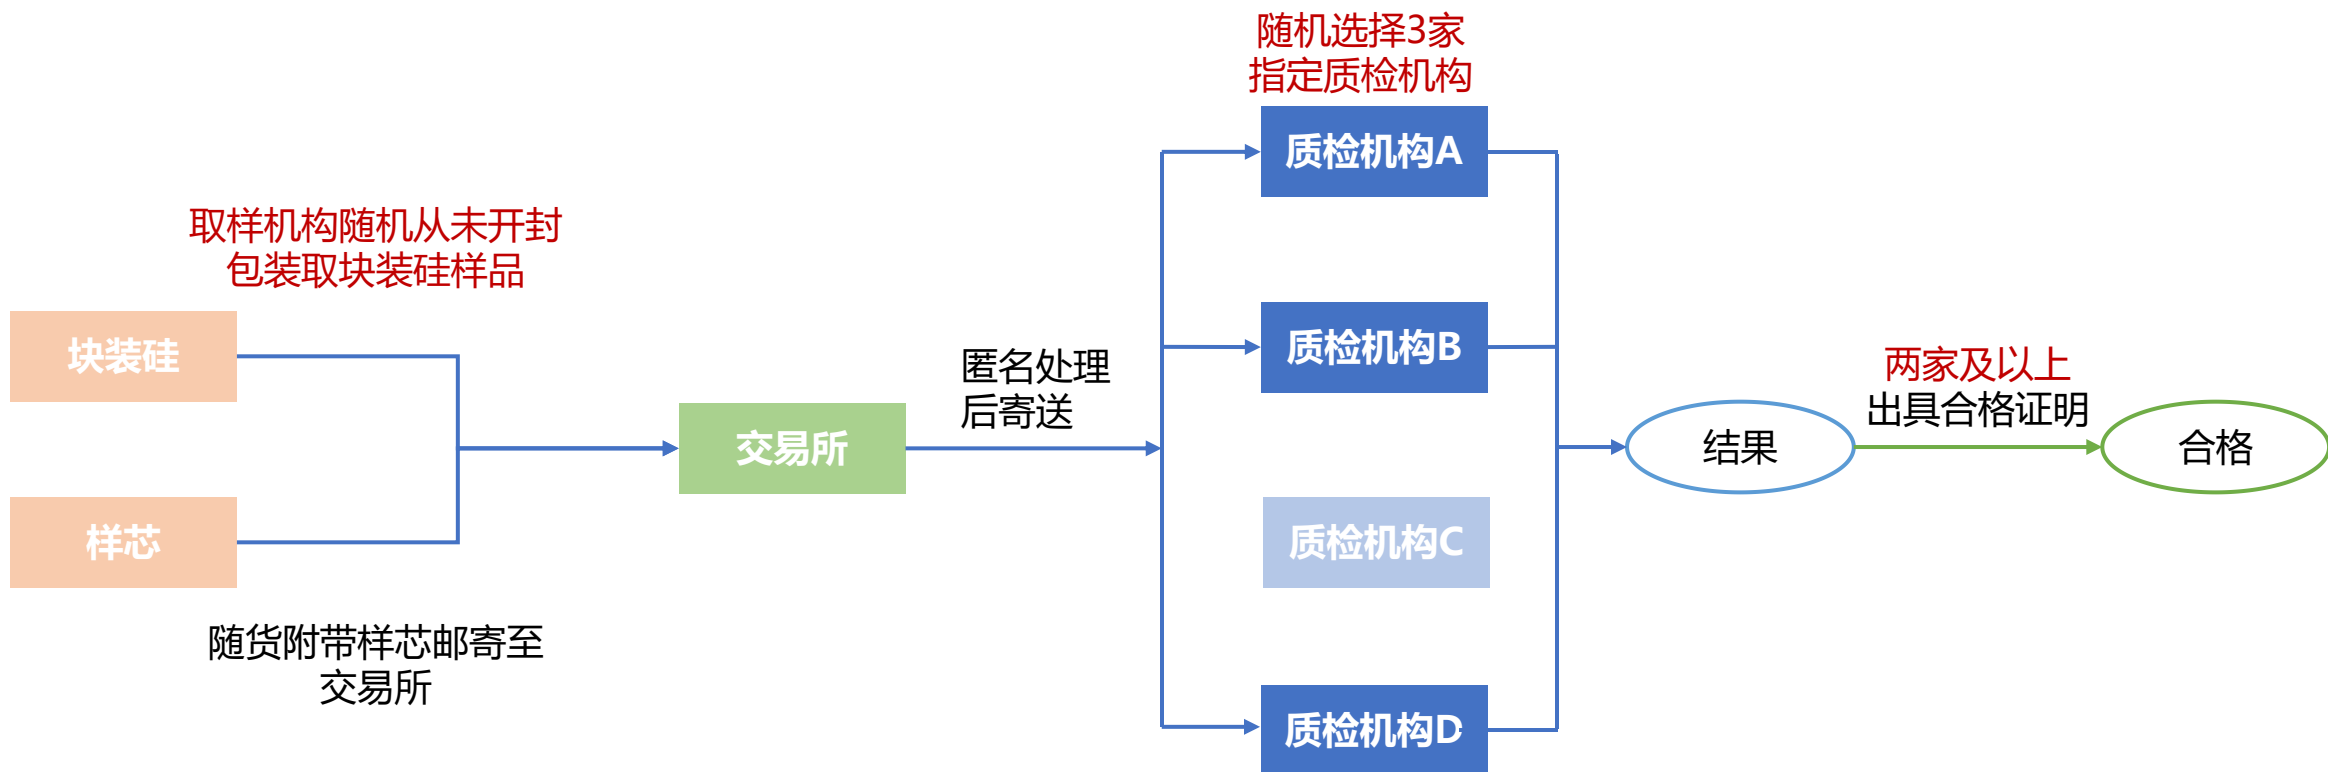 随机选择3家
指定质检机构
质检机构A
取样机构随机从未开封
包装取块装硅样品
块装硅
质检机构B
匿名处理
后寄送
两家及以上
出具合格证明
交易所
结果
合格
样芯
质检机构C
随货附带样芯邮寄至
交易所
质检机构D